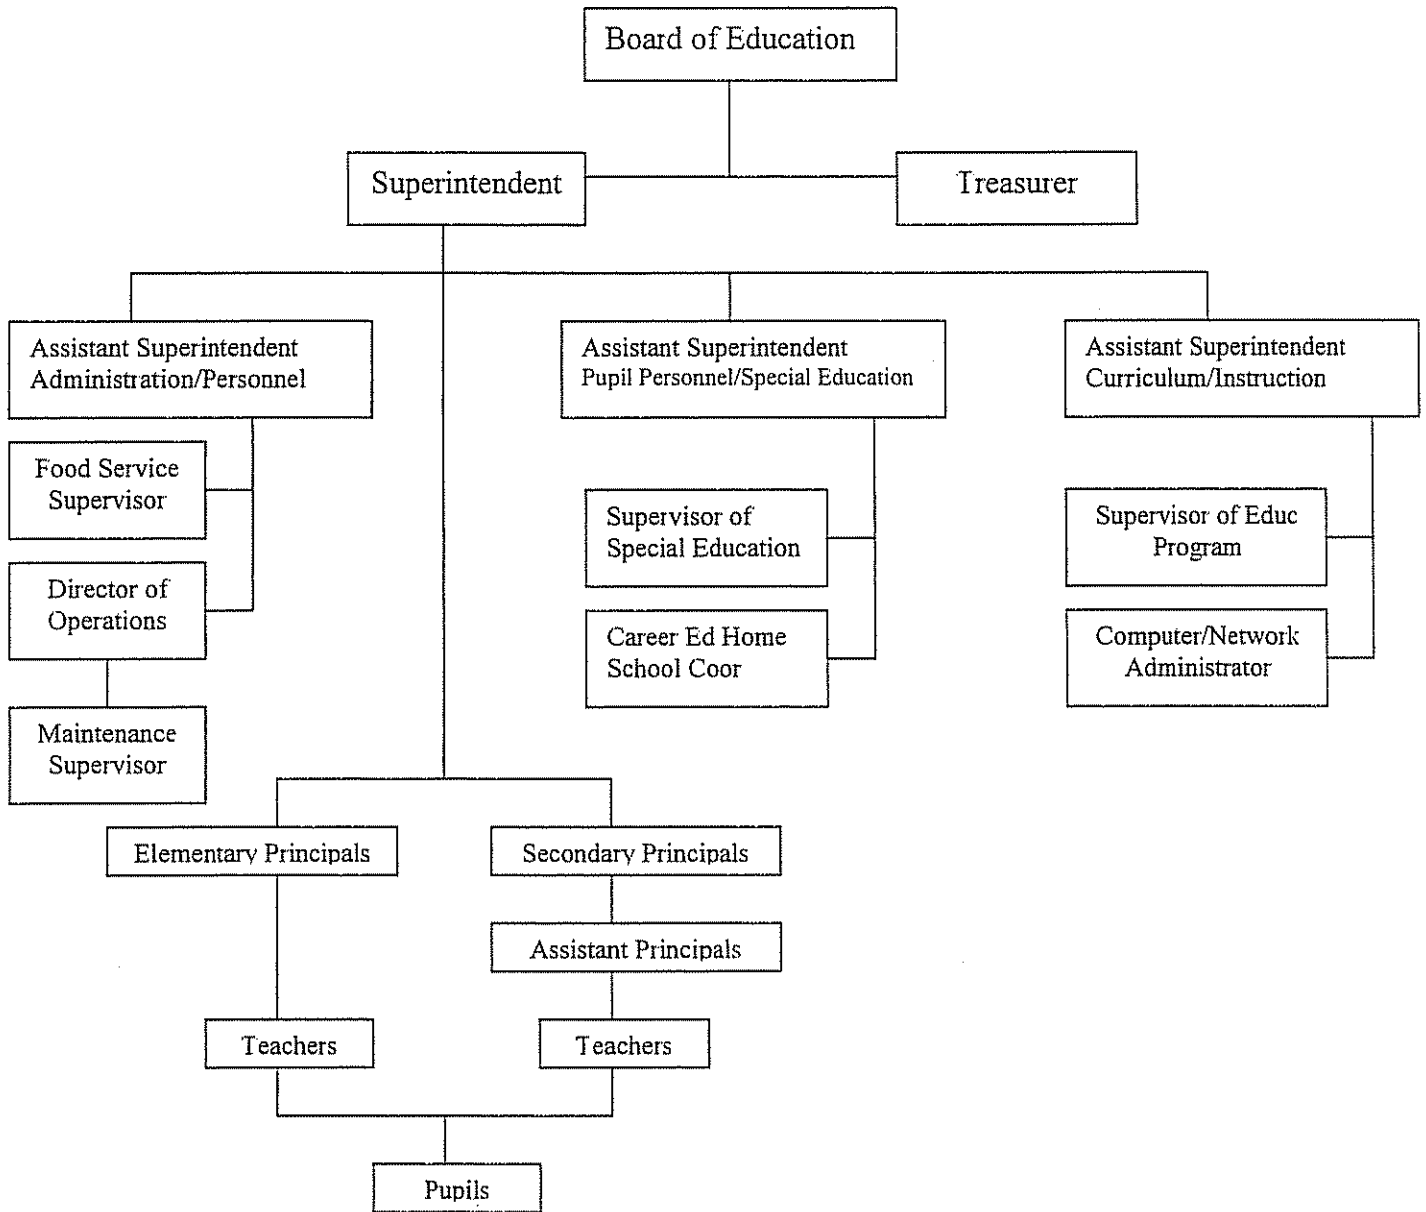 Board of Education
Superintendent
Treasurer
Assistant Superintendent
Administration/Personnel
Assistant Superintendent
Pupil Personnel/Special Education
Assistant Superintendent
Curriculum/Instruction
Food Service
Supervisor
Director of
Operations
Maintenance
Supervisor
Supervisor of
Special Education
Career Ed Home
School Coor
Supervisor of Educ
Program
Computer/Network
Administrator
Elementary Principals
Secondary Principals
Assistant Principals
Teachers
Teachers
Pupils